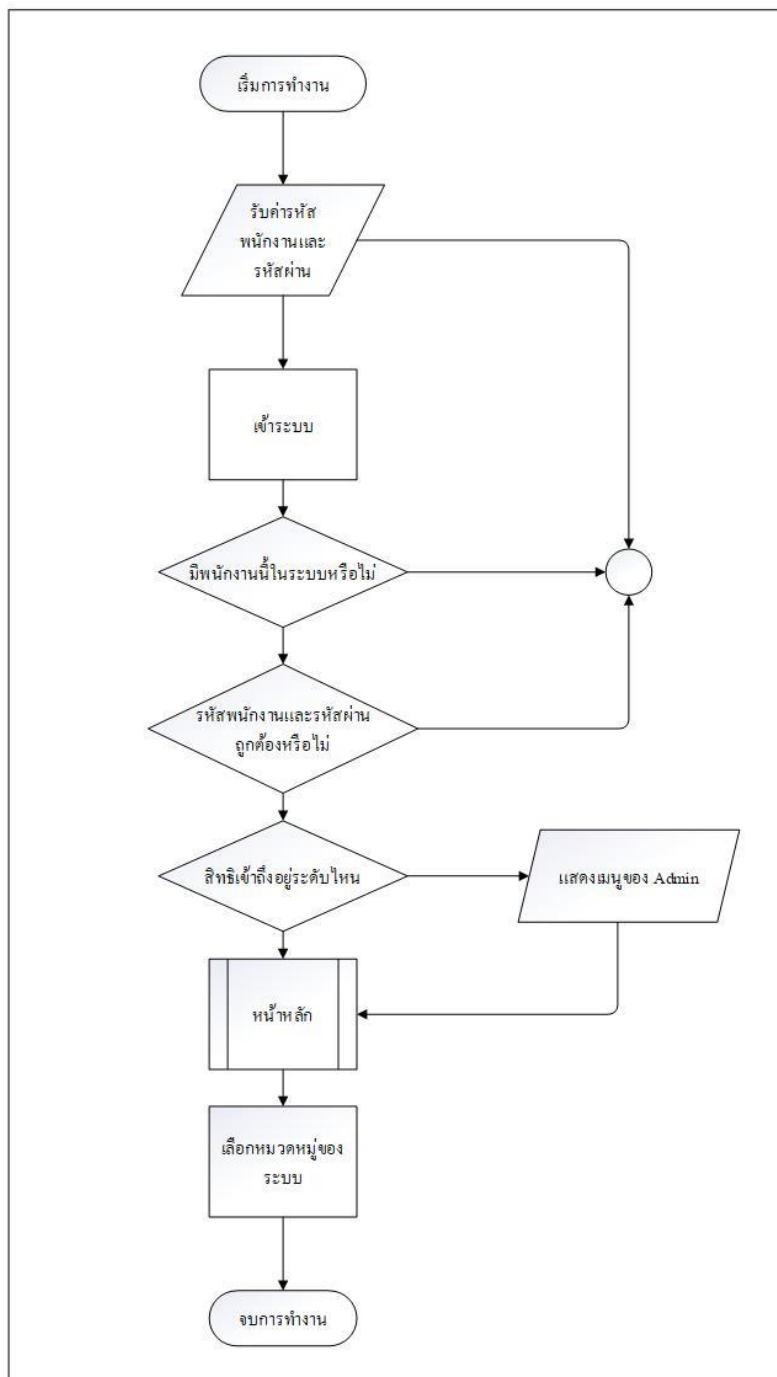 เริ่มการทำงาน
รับค่ารหัส
พนักงานและ
รหัสผ่าน
เข้าระบบ
มีพนักงานนี้ในระบบหรือไม่
รหัสพนักงานและรหัสผ่าน
ถูกต้องหรือไม่
สิทธิเข้าถึงอยู่ระดับไหน
แสดงเมนูของ Admin
หน้าหลัก
เลือกหมวดหมู่ของ
ระบบ
จบการทำงาน